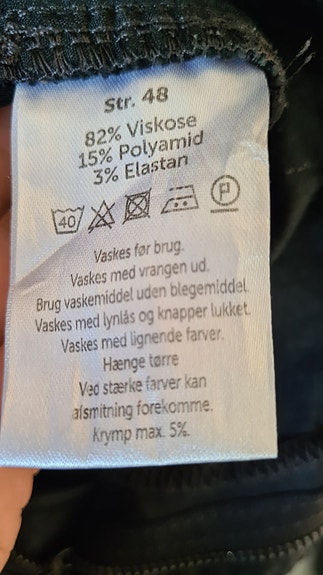 Str. 48
82% Viskose
15% Polyamid
3% Elastan
40 P
Vaskes før brug.
Vaskes med vrangen ud.
Brug vaskemiddel uden blegemiddel.
Vaskes med lynlås og knapper lukket.
Vaskes med lignende farver.
Hænge tørre
Ved stærke farver kan
afsmitning forekomme.
Krymp max. 5%.